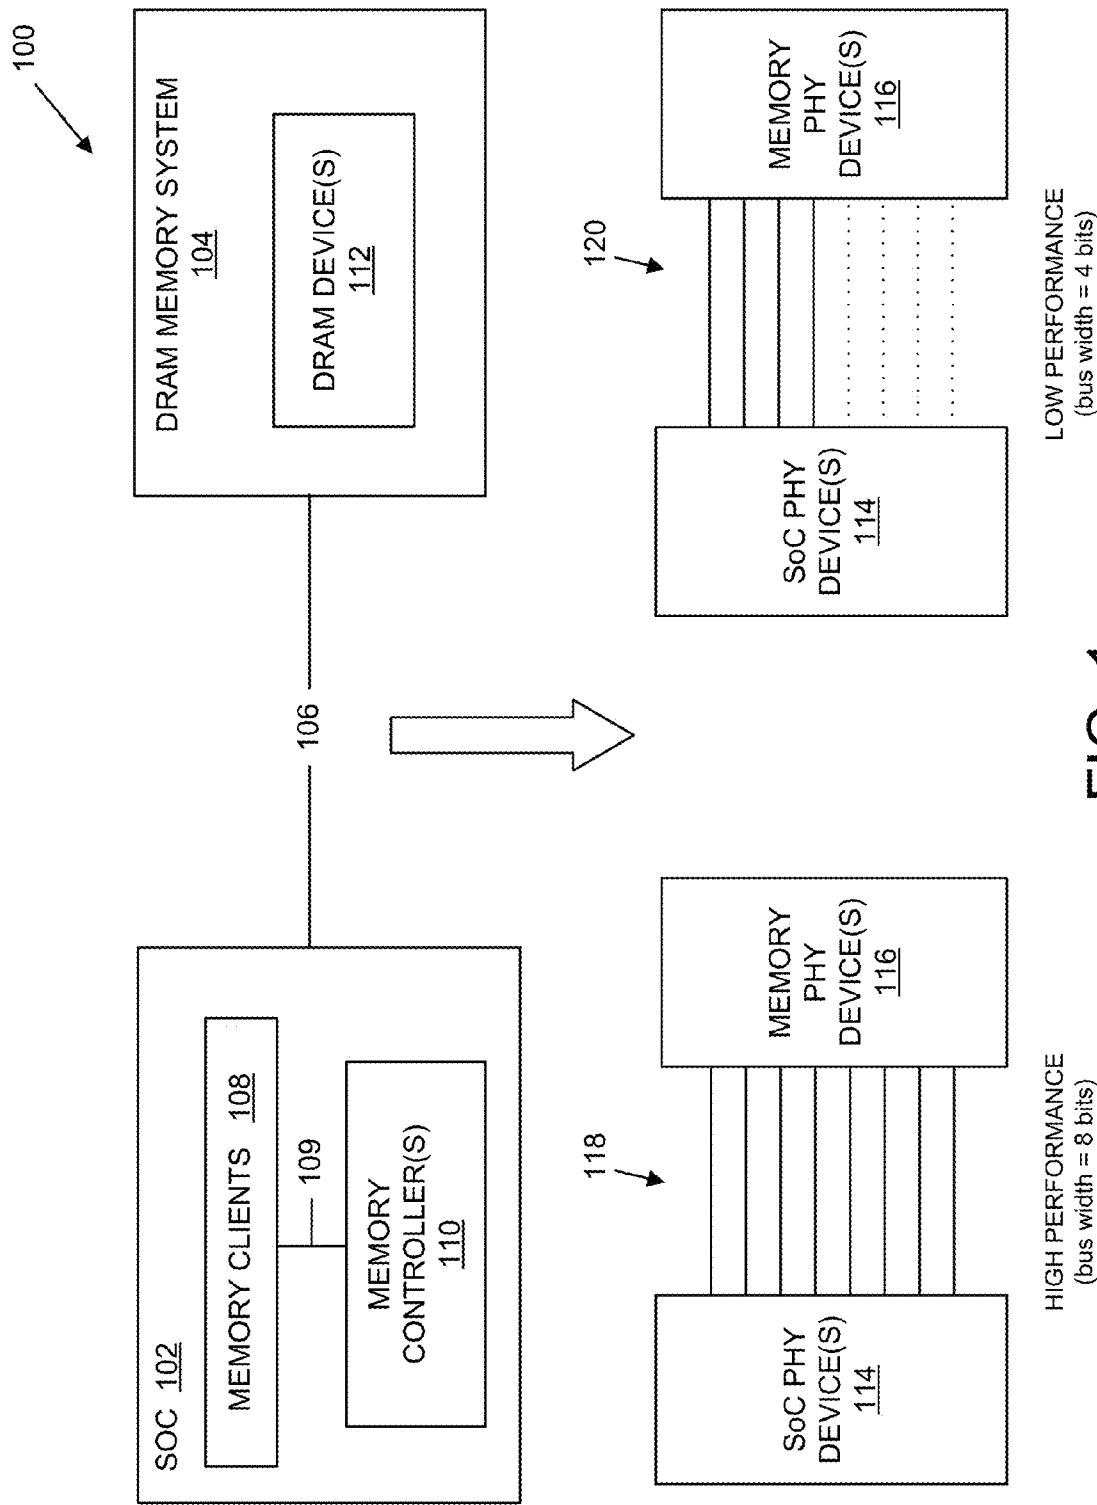 100
SOC 102
MEMORY CLIENTS 108
109
MEMORY
CONTROLLER(S)
110
106
DRAM MEMORY SYSTEM
104
DRAM DEVICE(S)
112
118
SoC PHY
DEVICE(S)
114
MEMORY
PHY
DEVICE(S)
116
HIGH PERFORMANCE
(bus width = 8 bits)
120
SoC PHY
DEVICE(S)
114
MEMORY
PHY
DEVICE(S)
116
LOW PERFORMANCE
(bus width = 4 bits)
FIG. 1